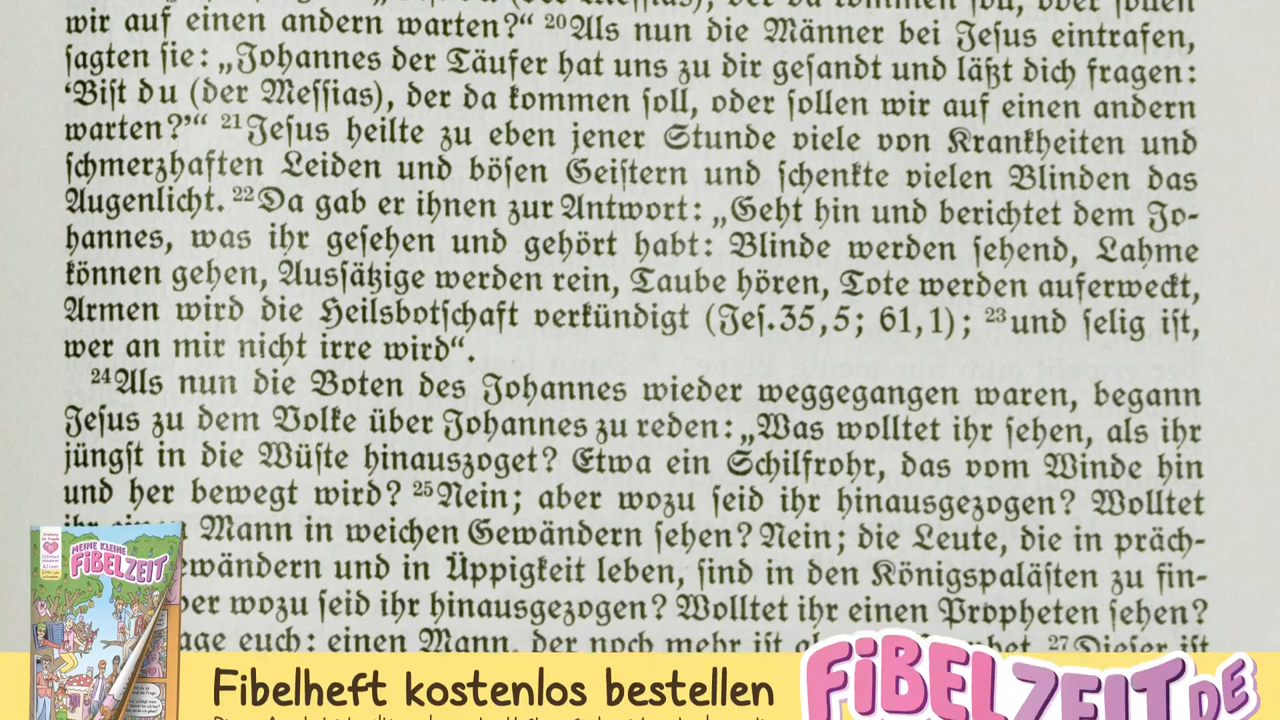 wir auf einen andern warten?“ ²⁰Als nun die Männer bei Jeſus eintrafen,
ſagten ſie: „Johannes der Täufer hat uns zu dir geſandt und läßt dich fragen:
‘Biſt du (der Meſſias), der da kommen ſoll, oder ſollen wir auf einen andern
warten?’“ ²¹Jeſus heilte zu eben jener Stunde viele von Krankheiten und
ſchmerzhaften Leiden und böſen Geiſtern und ſchenkte vielen Blinden das
Augenlicht. ²²Da gab er ihnen zur Antwort: „Geht hin und berichtet dem Jo-
hannes, was ihr geſehen und gehört habt: Blinde werden ſehend, Lahme
können gehen, Ausſätzige werden rein, Taube hören, Tote werden auferweckt,
Armen wird die Heilsbotſchaft verkündigt (Jeſ. 35,5; 61,1); ²³und ſelig iſt,
wer an mir nicht irre wird“.
²⁴Als nun die Boten des Johannes wieder weggegangen waren, begann
Jeſus zu dem Volke über Johannes zu reden: „Was wolltet ihr ſehen, als ihr
jüngſt in die Wüſte hinauszoget? Etwa ein Schilfrohr, das vom Winde hin
und her bewegt wird? ²⁵Nein; aber wozu ſeid ihr hinausgezogen? Wolltet
Mann in weichen Gewändern ſehen? Nein; die Leute, die in präch-
ewändern und in Üppigkeit leben, ſind in den Königspaläſten zu fin-
wozu ſeid ihr hinausgezogen? Wolltet ihr einen Propheten ſehen?
euch: einen Mann, der noch mehr iſt ²⁷Dieſer iſt
MEINE KLEINE
FIBELZEIT
Fibelheft kostenlos bestellen
FIBELZEIT.DE